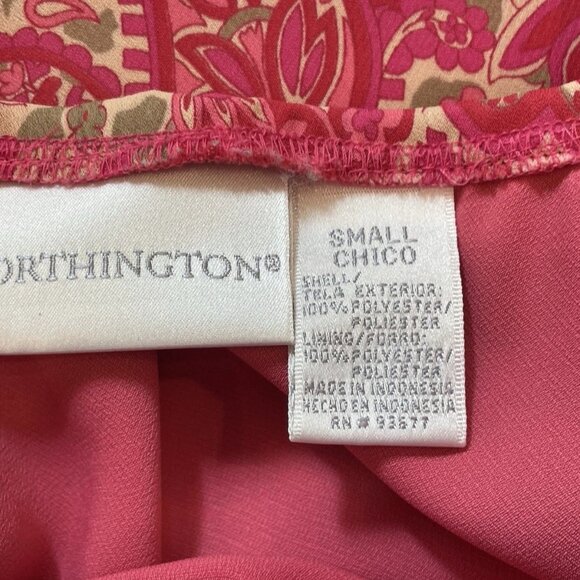 ORTHINGTON®
SMALL
CHICO
SHELL/
TELA EXTERIOR:
100% POLYESTER/
POLIESTER
LINING/FORRO:
100% POLYESTER/
POLIESTER
MADE IN INDONESIA
HECHO EN INDONESIA
RN # 93677